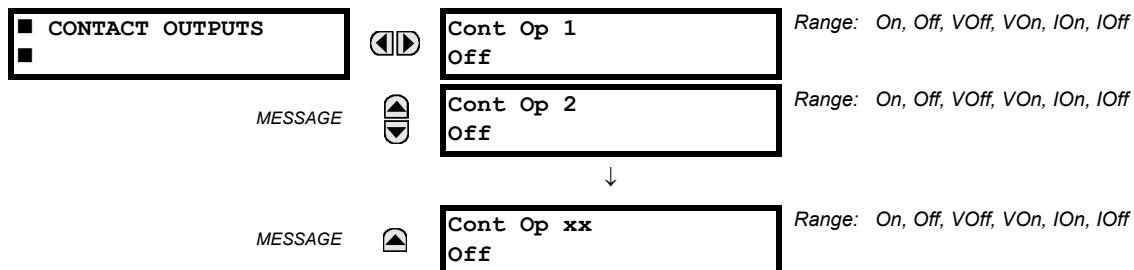 ■ CONTACT OUTPUTS
■
Cont Op 1
Off
Range: On, Off, VOff, VOn, IOn, IOff
MESSAGE
Cont Op 2
Off
Range: On, Off, VOff, VOn, IOn, IOff
↓
MESSAGE
Cont Op xx
Off
Range: On, Off, VOff, VOn, IOn, IOff